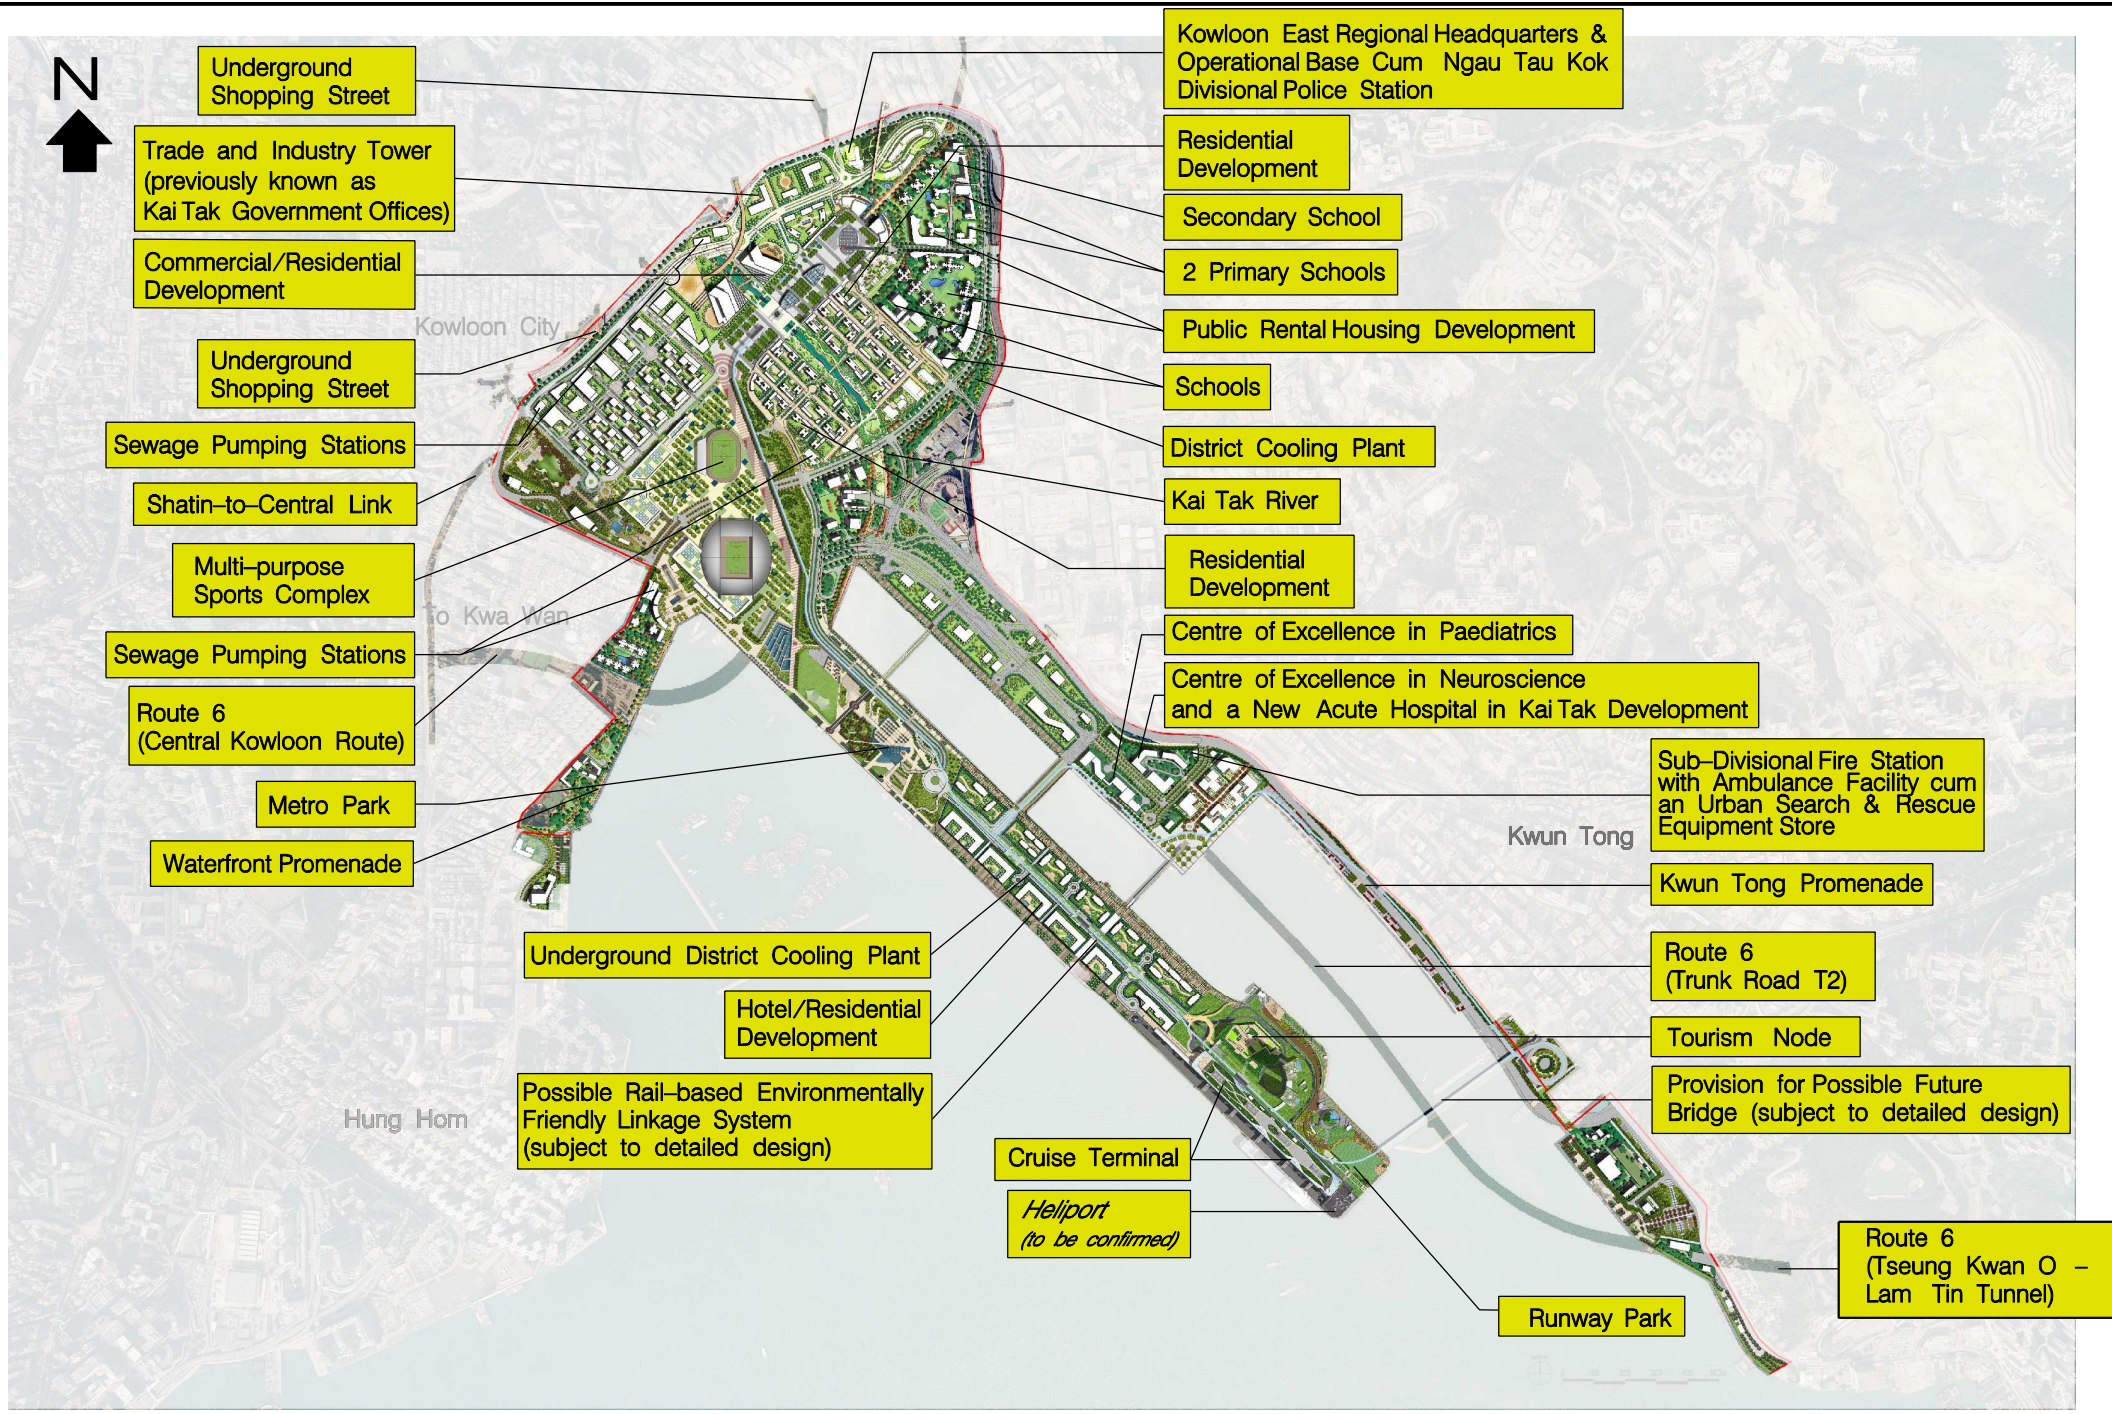 N
Underground
Shopping Street
Trade and Industry Tower
(previously known as
Kai Tak Government Offices)
Commercial/Residential
Development
Kowloon City
Underground
Shopping Street
Sewage Pumping Stations
Shatin-to-Central Link
Multi-purpose
Sports Complex
To Kwa Wan
Sewage Pumping Stations
Route 6
(Central Kowloon Route)
Metro Park
Waterfront Promenade
Underground District Cooling Plant
Hotel/Residential
Development
Possible Rail-based Environmentally
Friendly Linkage System
(subject to detailed design)
Hung Hom
Cruise Terminal
Heliport
(to be confirmed)
Kowloon East Regional Headquarters &
Operational Base Cum Ngau Tau Kok
Divisional Police Station
Residential
Development
Secondary School
2 Primary Schools
Public Rental Housing Development
Schools
District Cooling Plant
Kai Tak River
Residential
Development
Centre of Excellence in Paediatrics
Centre of Excellence in Neuroscience
and a New Acute Hospital in Kai Tak Development
Sub-Divisional Fire Station
with Ambulance Facility cum
an Urban Search & Rescue
Equipment Store
Kwun Tong
Kwun Tong Promenade
Route 6
(Trunk Road T2)
Tourism Node
Provision for Possible Future
Bridge (subject to detailed design)
Route 6
(Tseung Kwan O -
Lam Tin Tunnel)
Runway Park